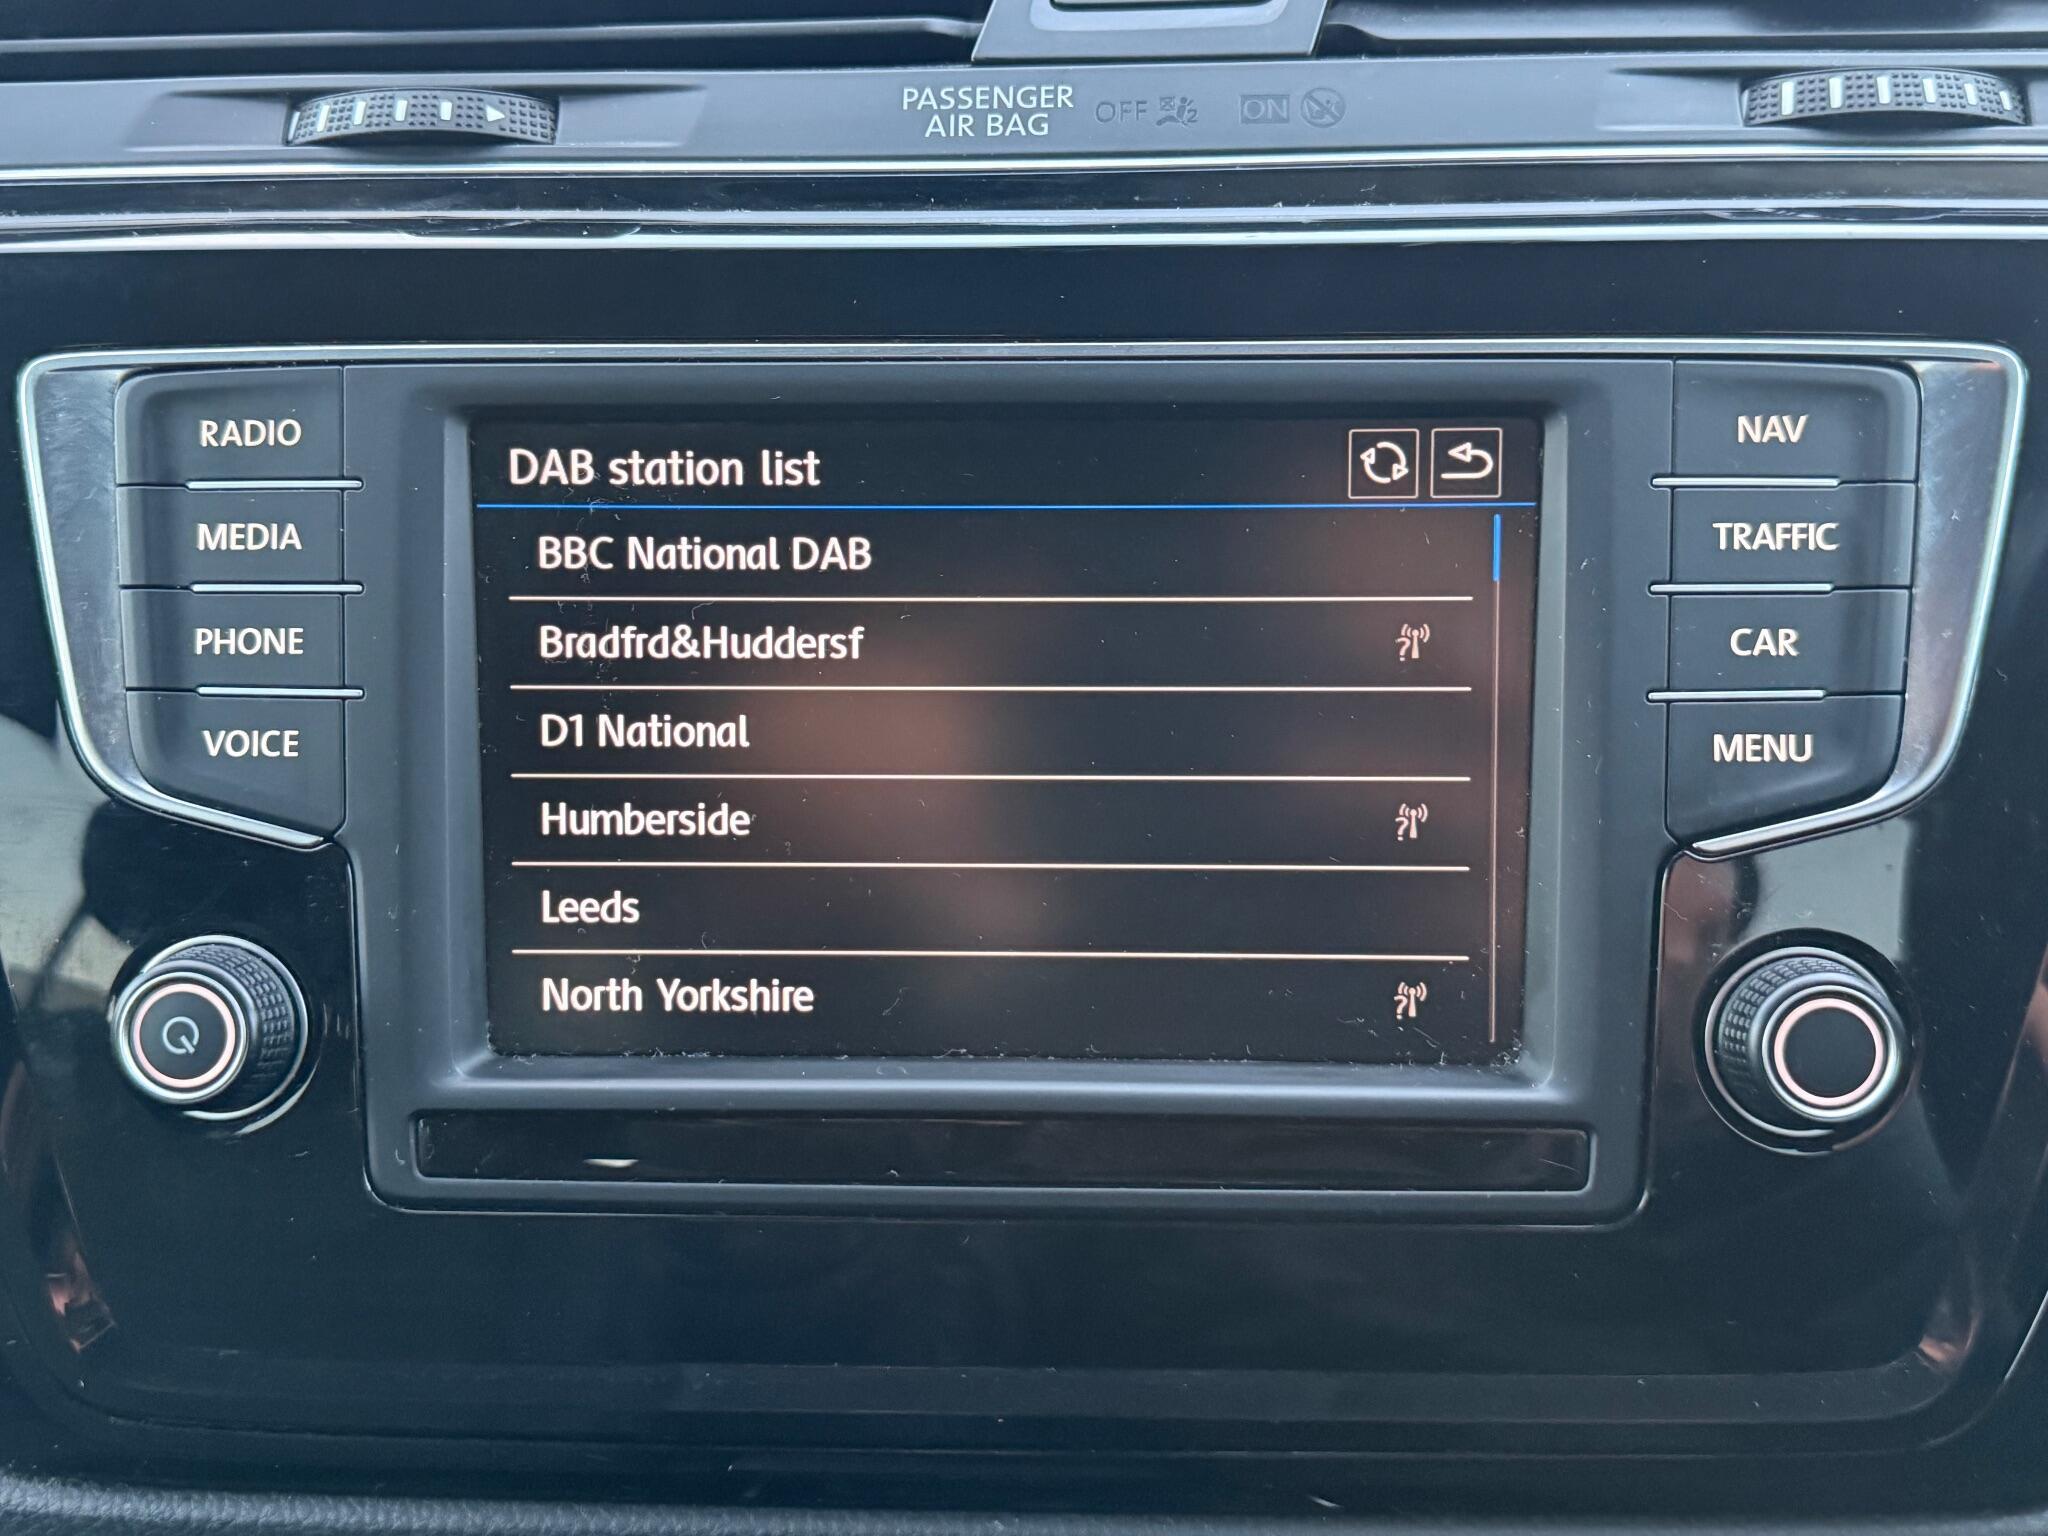 PASSENGER
AIR BAG
OFF
ON
RADIO
MEDIA
PHONE
VOICE
DAB station list
BBC National DAB
Bradfrd&Huddersf
D1 National
Humberside
Leeds
North Yorkshire
NAV
TRAFFIC
CAR
MENU